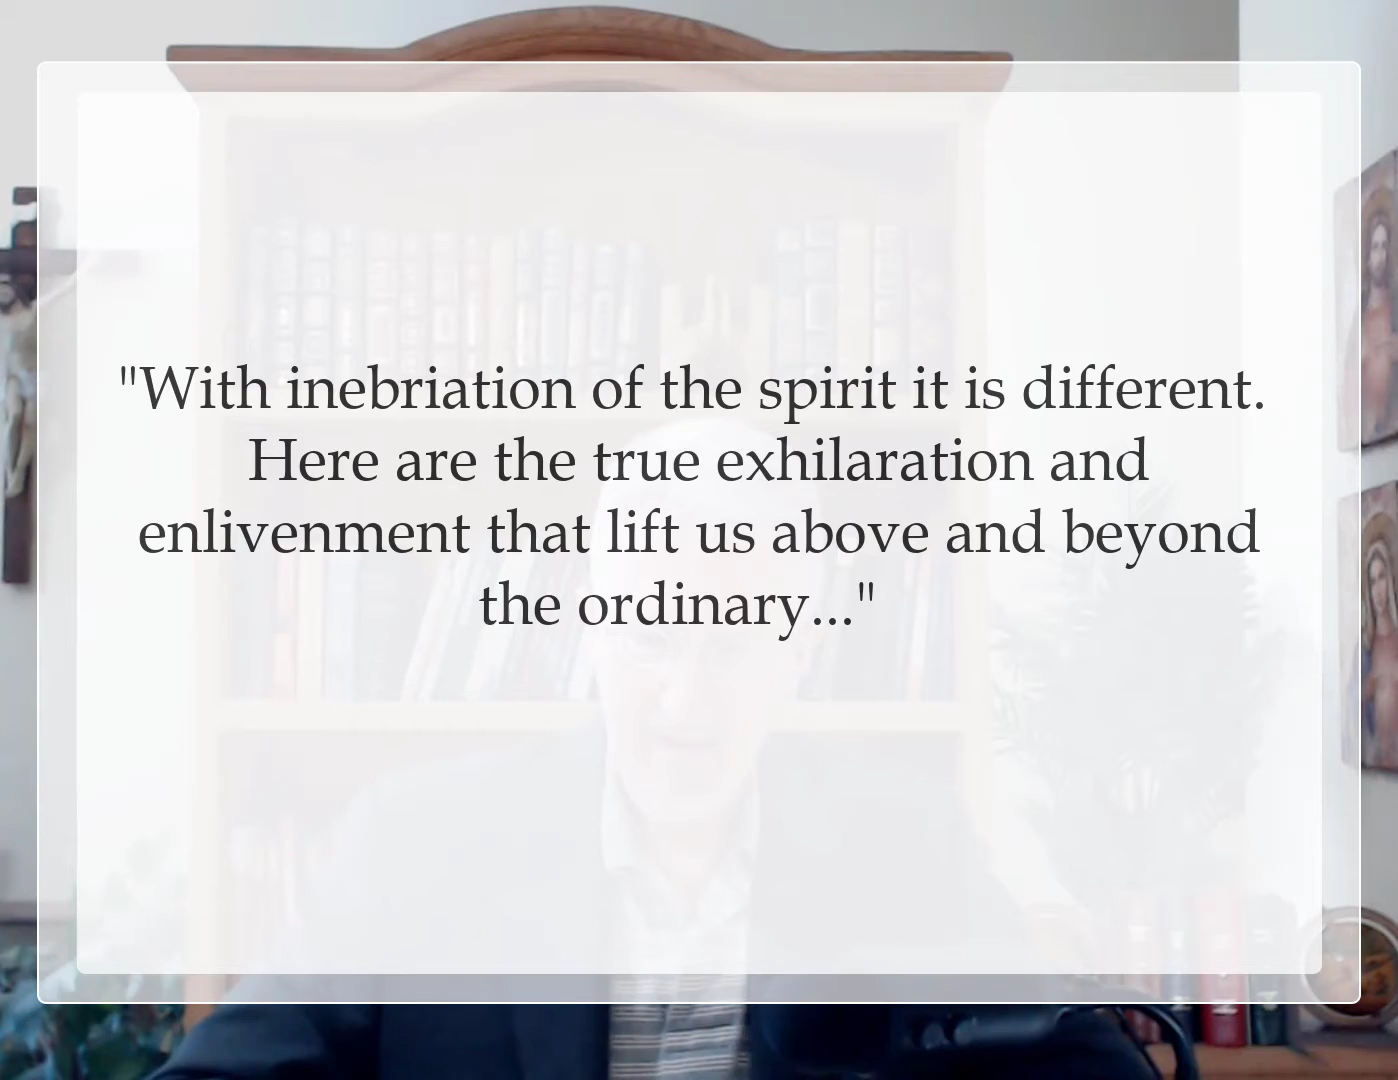 "With inebriation of the spirit it is different.
Here are the true exhilaration and
enlivenment that lift us above and beyond
the ordinary..."